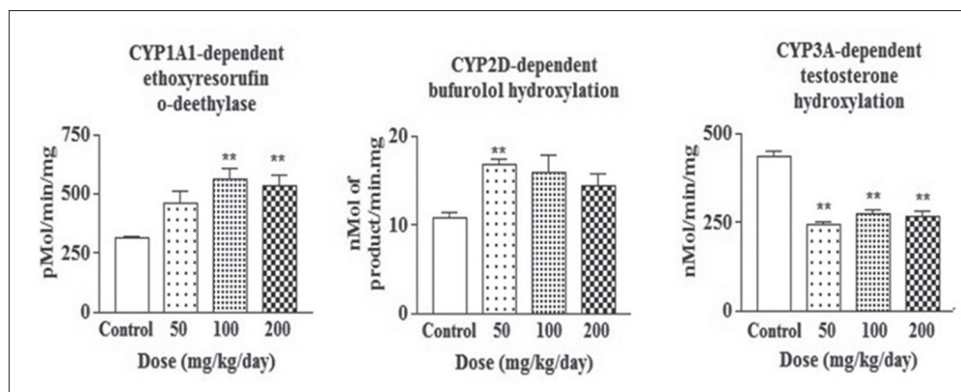 CYP1A1-dependent
ethoxyresorufin
o-deethylase
pMol/min/mg
750
500
250
0
**
**
Control 50 100 200
Dose (mg/kg/day)
CYP2D-dependent
bufurolol hydroxylation
nMol of
product/min.mg
20
10
0
**
Control 50 100 200
Dose (mg/kg/day)
CYP3A-dependent
testosterone
hydroxylation
nMol/min/mg
500
250
0
**
**
**
Control 50 100 200
Dose (mg/kg/day)